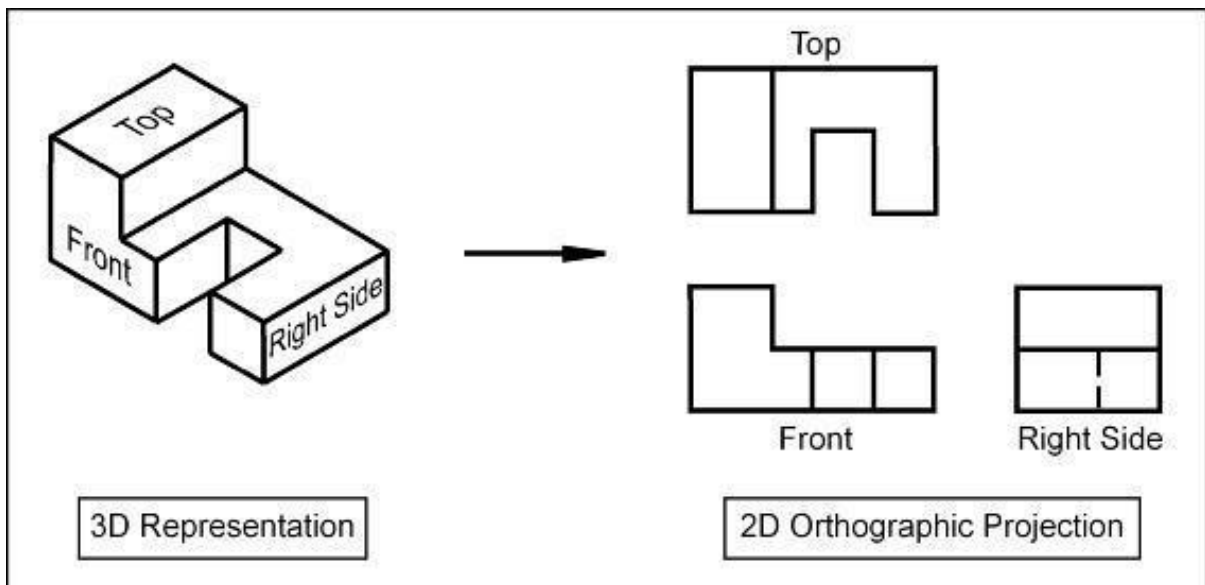 Top
Front
Right Side
Top
Front
Right Side
3D Representation
2D Orthographic Projection